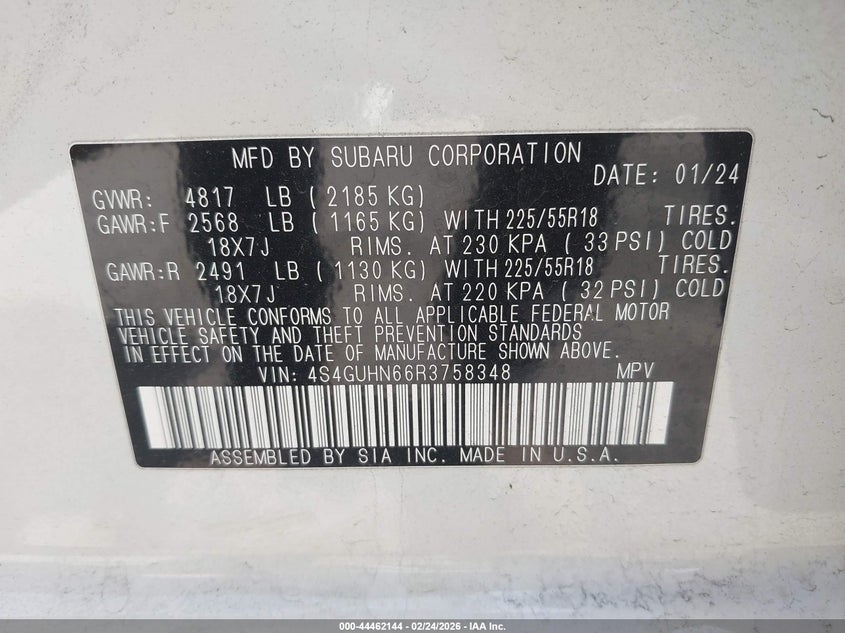 MFD BY SUBARU CORPORATION
DATE: 01/24
GVWR: 4817 LB ( 2185 KG)
GAWR:F 2568 LB ( 1165 KG) WITH 225/55R18 TIRES.
18X7J RIMS. AT 230 KPA ( 33 PSI) COLD
GAWR:R 2491 LB ( 1130 KG) WITH 225/55R18 TIRES.
18X7J RIMS. AT 220 KPA ( 32 PSI) COLD
THIS VEHICLE CONFORMS TO ALL APPLICABLE FEDERAL MOTOR
VEHICLE SAFETY AND THEFT PREVENTION STANDARDS
IN EFFECT ON THE DATE OF MANUFACTURE SHOWN ABOVE.
VIN: 4S4GUHN66R3758348 MPV
ASSEMBLED BY SIA INC. MADE IN U.S.A.
000-44462144 - 02/24/2026 - IAA Inc.